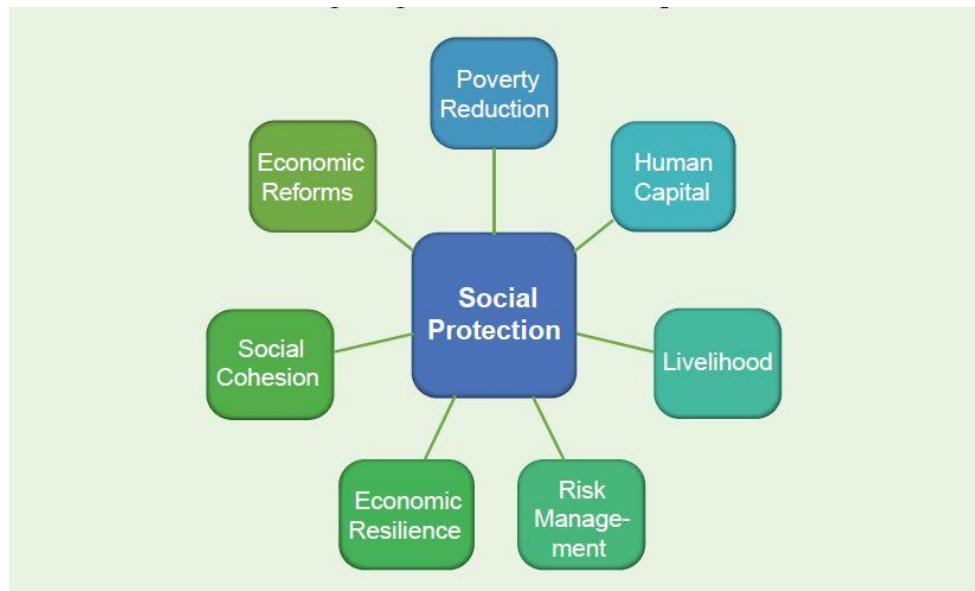 Poverty
Reduction
Economic
Reforms
Human
Capital
Social
Protection
Social
Cohesion
Livelihood
Economic
Resilience
Risk
Manage-
ment